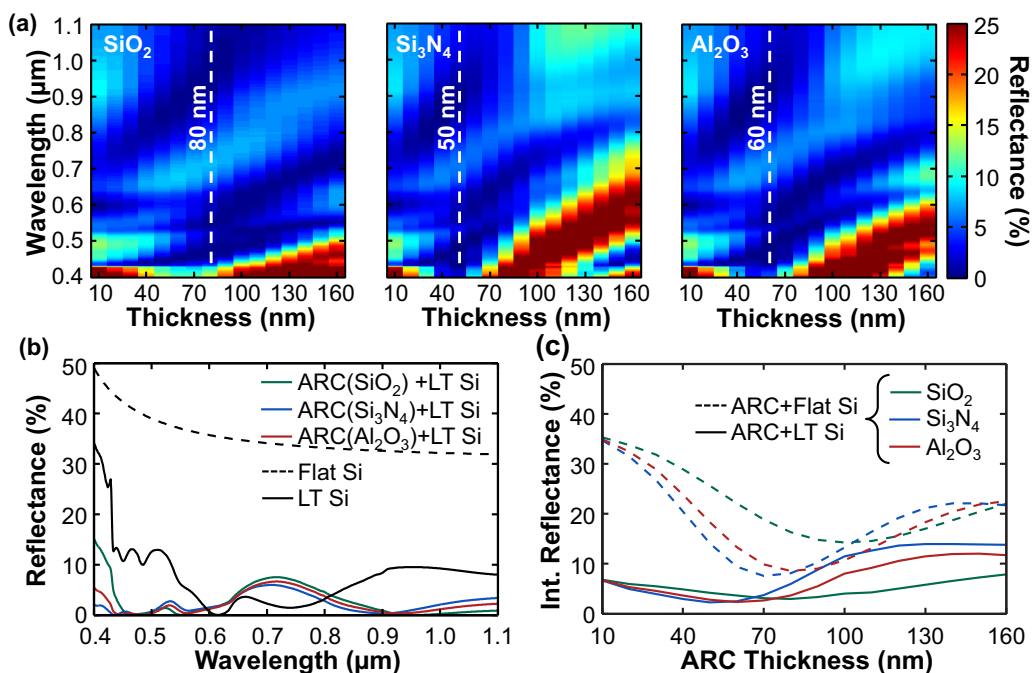 (a)
SiO2
Si3N4
Al2O3
80 nm
50 nm
60 nm
Wavelength (μm)
1.1
1.0
0.9
0.8
0.7
0.6
0.5
0.4
10 40 70 100 130 160
10 40 70 100 130 160
10 40 70 100 130 160
Thickness (nm)
Thickness (nm)
Thickness (nm)
25
20
15
10
5
0
Reflectance (%)
(b)
Reflectance (%)
50
40
30
20
10
0
ARC(SiO2) +LT Si
ARC(Si3N4)+LT Si
ARC(Al2O3)+LT Si
Flat Si
LT Si
0.4 0.5 0.6 0.7 0.8 0.9 1.0 1.1
Wavelength (μm)
(c)
Int. Reflectance (%)
50
40
30
20
10
0
ARC+Flat Si
ARC+LT Si
SiO2
Si3N4
Al2O3
10 40 70 100 130 160
ARC Thickness (nm)